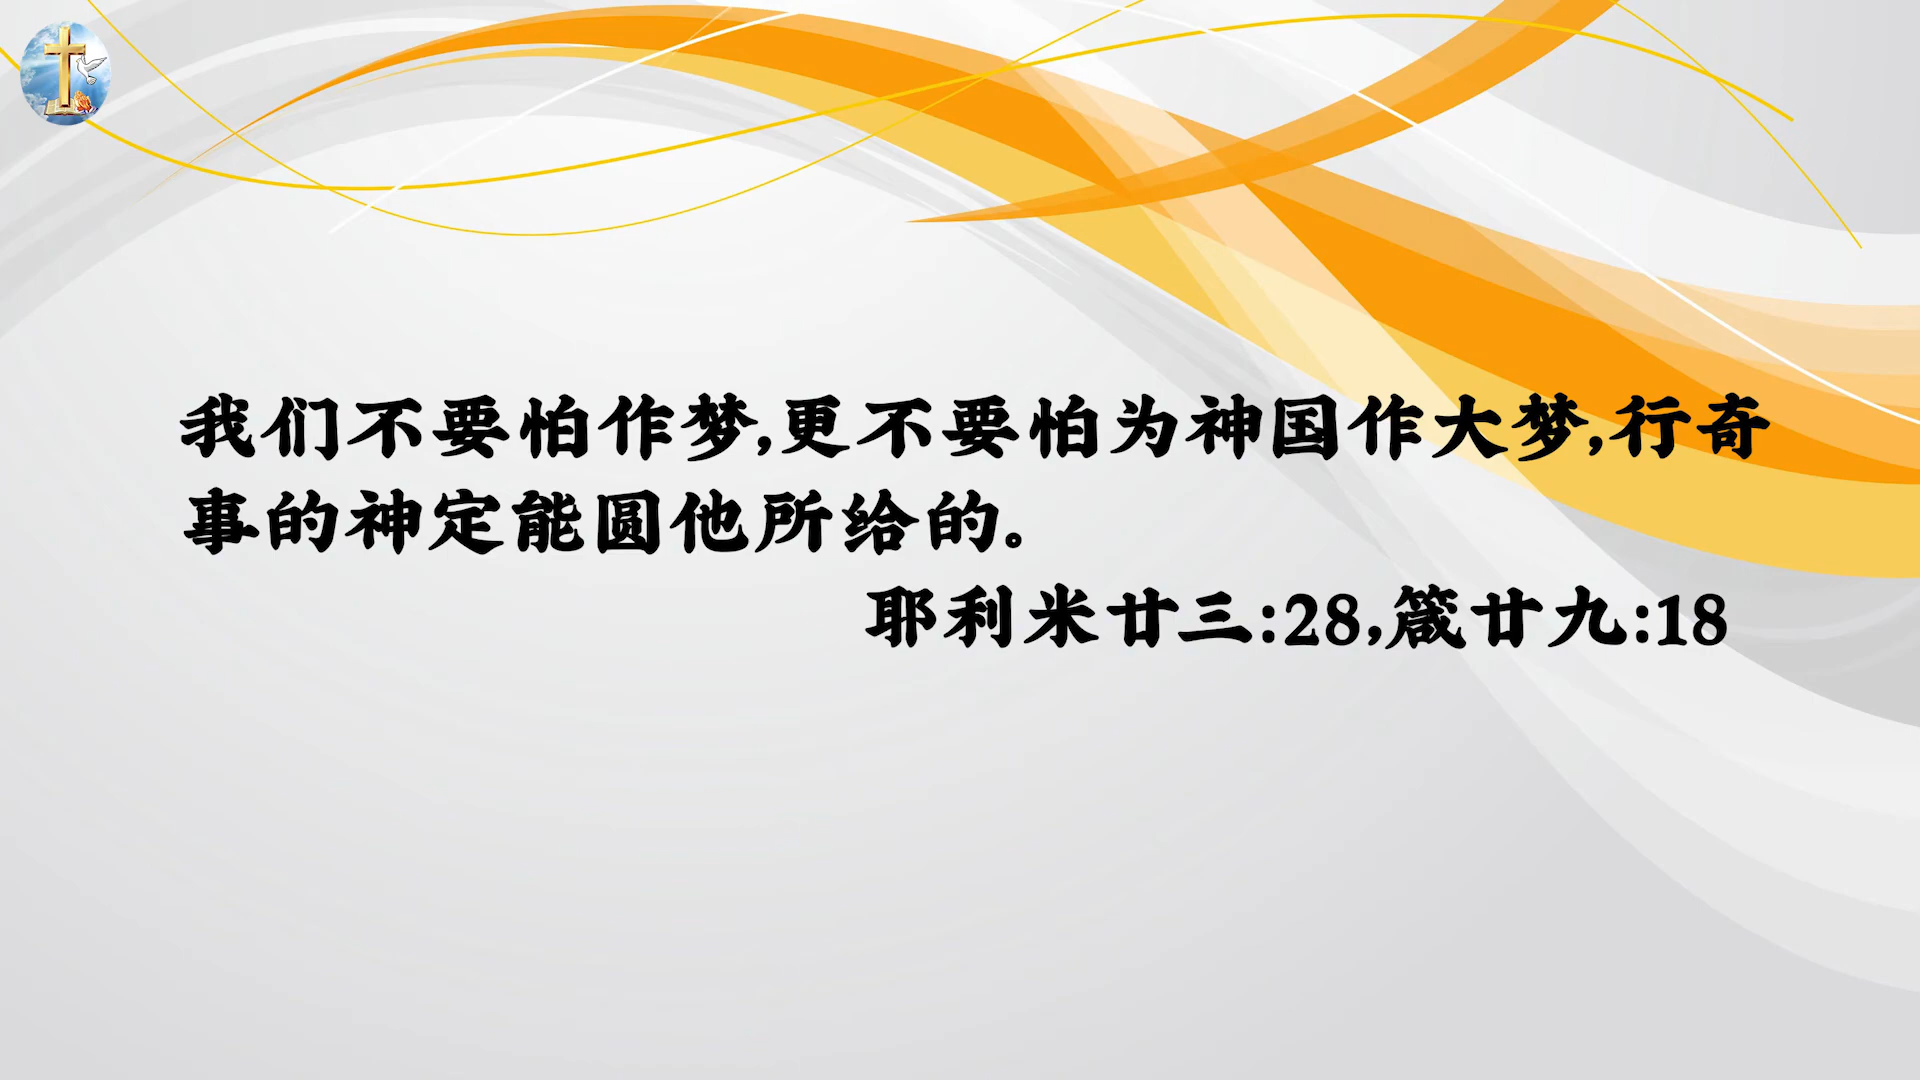 我们不要怕作梦,更不要怕为神国作大梦,行奇
事的神定能圆他所给的。
耶利米廿三:28,箴廿九:18